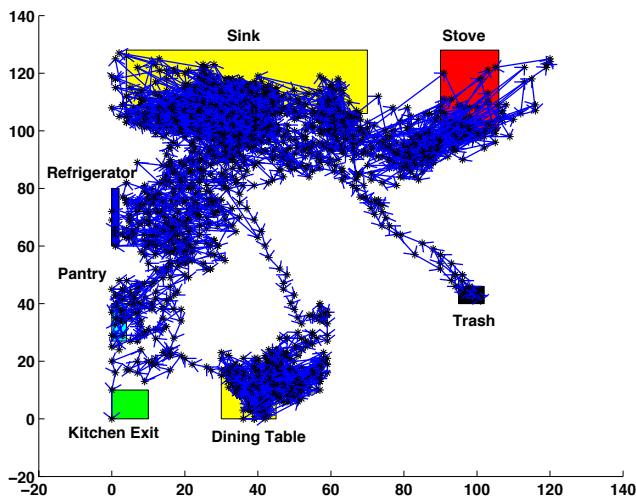 140
Sink
Stove
120
100
80
Refrigerator
60
Pantry
40
Trash
20
0
Kitchen Exit
Dining Table
−20
−20 0 20 40 60 80 100 120 140